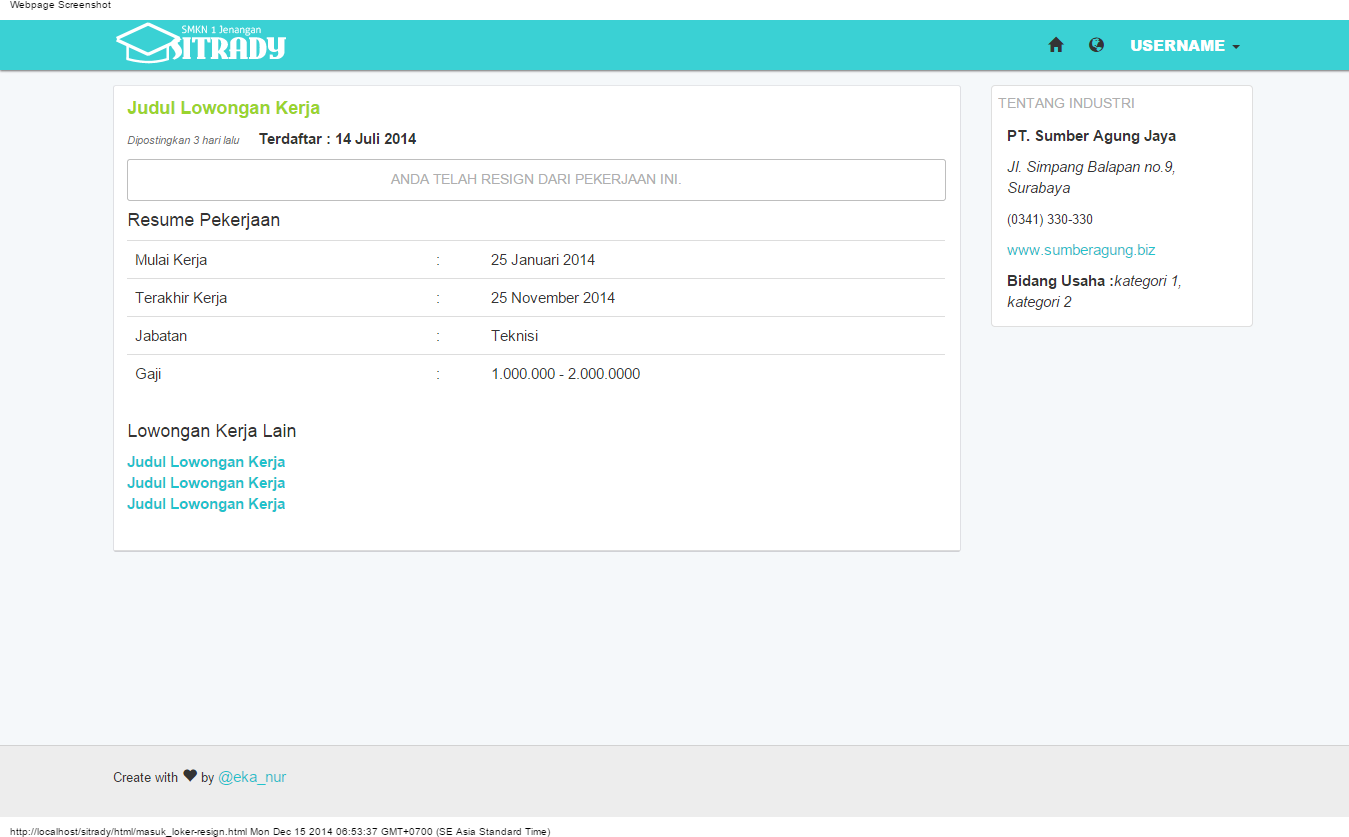 Webpage Screenshot
SMKN 1 Jenangan
SITRADY
USERNAME
Judul Lowongan Kerja
Dipostingkan 3 hari lalu Terdaftar : 14 Juli 2014
ANDA TELAH RESIGN DARI PEKERJAAN INI.
Resume Pekerjaan
Mulai Kerja : 25 Januari 2014
Terakhir Kerja : 25 November 2014
Jabatan : Teknisi
Gaji : 1.000.000 - 2.000.0000
Lowongan Kerja Lain
Judul Lowongan Kerja
Judul Lowongan Kerja
Judul Lowongan Kerja
TENTANG INDUSTRI
PT. Sumber Agung Jaya
Jl. Simpang Balapan no.9,
Surabaya
(0341) 330-330
www.sumberagung.biz
Bidang Usaha :kategori 1,
kategori 2
Create with ♥ by @eka_nur
http://localhost/sitrady/html/masuk_loker-resign.html Mon Dec 15 2014 06:53:37 GMT+0700 (SE Asia Standard Time)